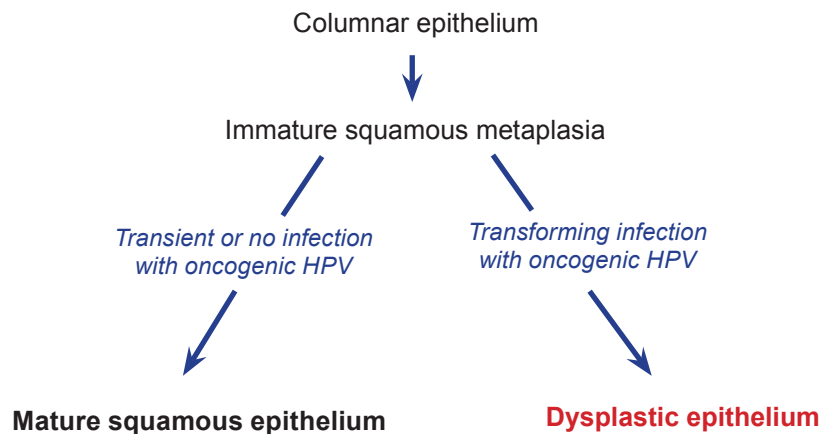 Columnar epithelium
Immature squamous metaplasia
Transient or no infection
with oncogenic HPV
Transforming infection
with oncogenic HPV
Mature squamous epithelium
Dysplastic epithelium